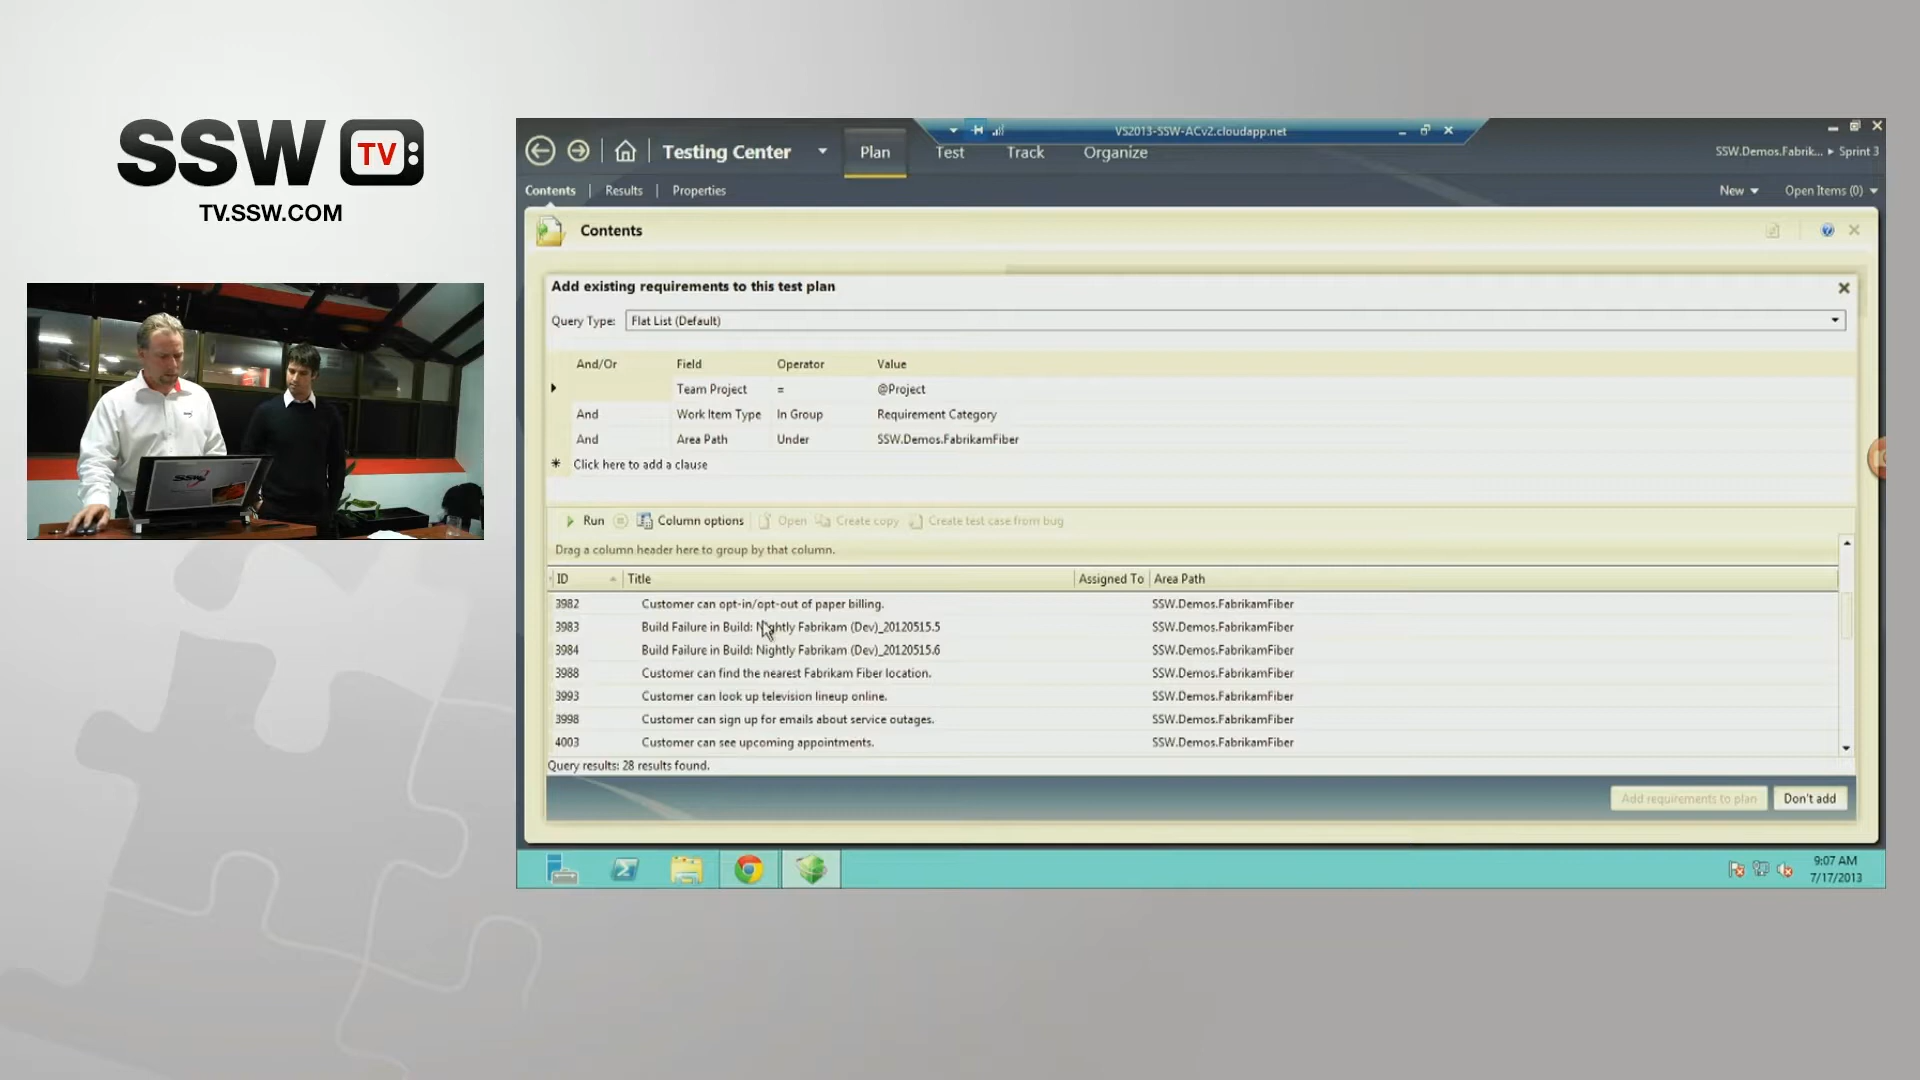 SSW TV:
TV.SSW.COM
VS2013-SSW-ACv2.cloudapp.net
Testing Center Plan Test Track Organize
SSW.Demos.Fabrik... Sprint 3
Contents | Results | Properties
New Open Items (0)
Contents
Add existing requirements to this test plan
Query Type: Flat List (Default)
And/Or Field Operator Value
Team Project = @Project
And Work Item Type In Group Requirement Category
And Area Path Under SSW.Demos.FabrikamFiber
* Click here to add a clause
Run Column options Open Create copy Create test case from bug
Drag a column header here to group by that column.
ID Title Assigned To Area Path
3982 Customer can opt-in/opt-out of paper billing. SSW.Demos.FabrikamFiber
3983 Build Failure in Build: Nightly Fabrikam (Dev)_20120515.5 SSW.Demos.FabrikamFiber
3984 Build Failure in Build: Nightly Fabrikam (Dev)_20120515.6 SSW.Demos.FabrikamFiber
3988 Customer can find the nearest Fabrikam Fiber location. SSW.Demos.FabrikamFiber
3993 Customer can look up television lineup online. SSW.Demos.FabrikamFiber
3998 Customer can sign up for emails about service outages. SSW.Demos.FabrikamFiber
4003 Customer can see upcoming appointments. SSW.Demos.FabrikamFiber
Query results: 28 results found.
Add requirements to plan Don't add
9:07 AM
7/17/2013
SSW